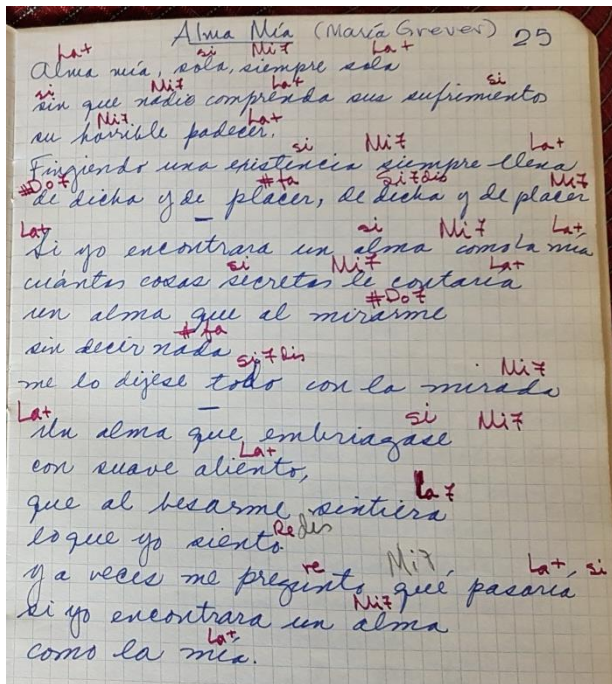 Alma Mía (María Grever) 25
La+ si Mi7 La+
Alma mía, sola, siempre sola
si Mi7 La+ si
sin que nadie comprenda sus sufrimientos
Mi7 La+
su horrible padecer.
si Mi7 La+
Fingiendo una existencia siempre llena
#Do7 #fa Si7dis Mi7
de dicha y de placer, de dicha y de placer
La+ si Mi7 La+
Si yo encontrara un alma como la mía
si Mi7 La+
cuántas cosas secretas le contaría
#Do7
un alma que al mirarme
#fa
sin decir nada
si7dis Mi7
me lo dijese todo con la mirada
La+ si Mi7
Un alma que embriagase
La+
con suave aliento,
La7
que al besarme sintiera
Re dis
lo que yo siento.
re Mi7 La+, si
y a veces me pregunto qué pasaría
Mi7
si yo encontrara un alma
La+
como la mía.